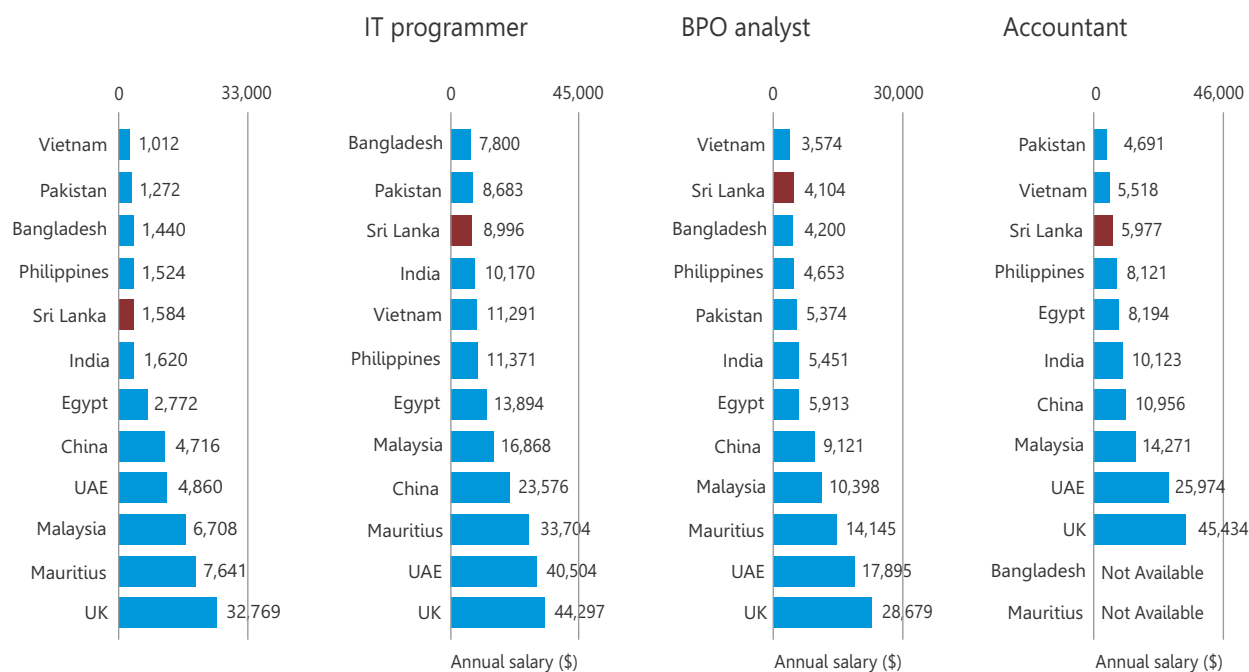 IT programmer
BPO analyst
Accountant
0 33,000
Vietnam 1,012
Pakistan 1,272
Bangladesh 1,440
Philippines 1,524
Sri Lanka 1,584
India 1,620
Egypt 2,772
China 4,716
UAE 4,860
Malaysia 6,708
Mauritius 7,641
UK 32,769
0 45,000
Bangladesh 7,800
Pakistan 8,683
Sri Lanka 8,996
India 10,170
Vietnam 11,291
Philippines 11,371
Egypt 13,894
Malaysia 16,868
China 23,576
Mauritius 33,704
UAE 40,504
UK 44,297
Annual salary ($)
0 30,000
Vietnam 3,574
Sri Lanka 4,104
Bangladesh 4,200
Philippines 4,653
Pakistan 5,374
India 5,451
Egypt 5,913
China 9,121
Malaysia 10,398
Mauritius 14,145
UAE 17,895
UK 28,679
Annual salary ($)
0 46,000
Pakistan 4,691
Vietnam 5,518
Sri Lanka 5,977
Philippines 8,121
Egypt 8,194
India 10,123
China 10,956
Malaysia 14,271
UAE 25,974
UK 45,434
Bangladesh Not Available
Mauritius Not Available
Annual salary ($)